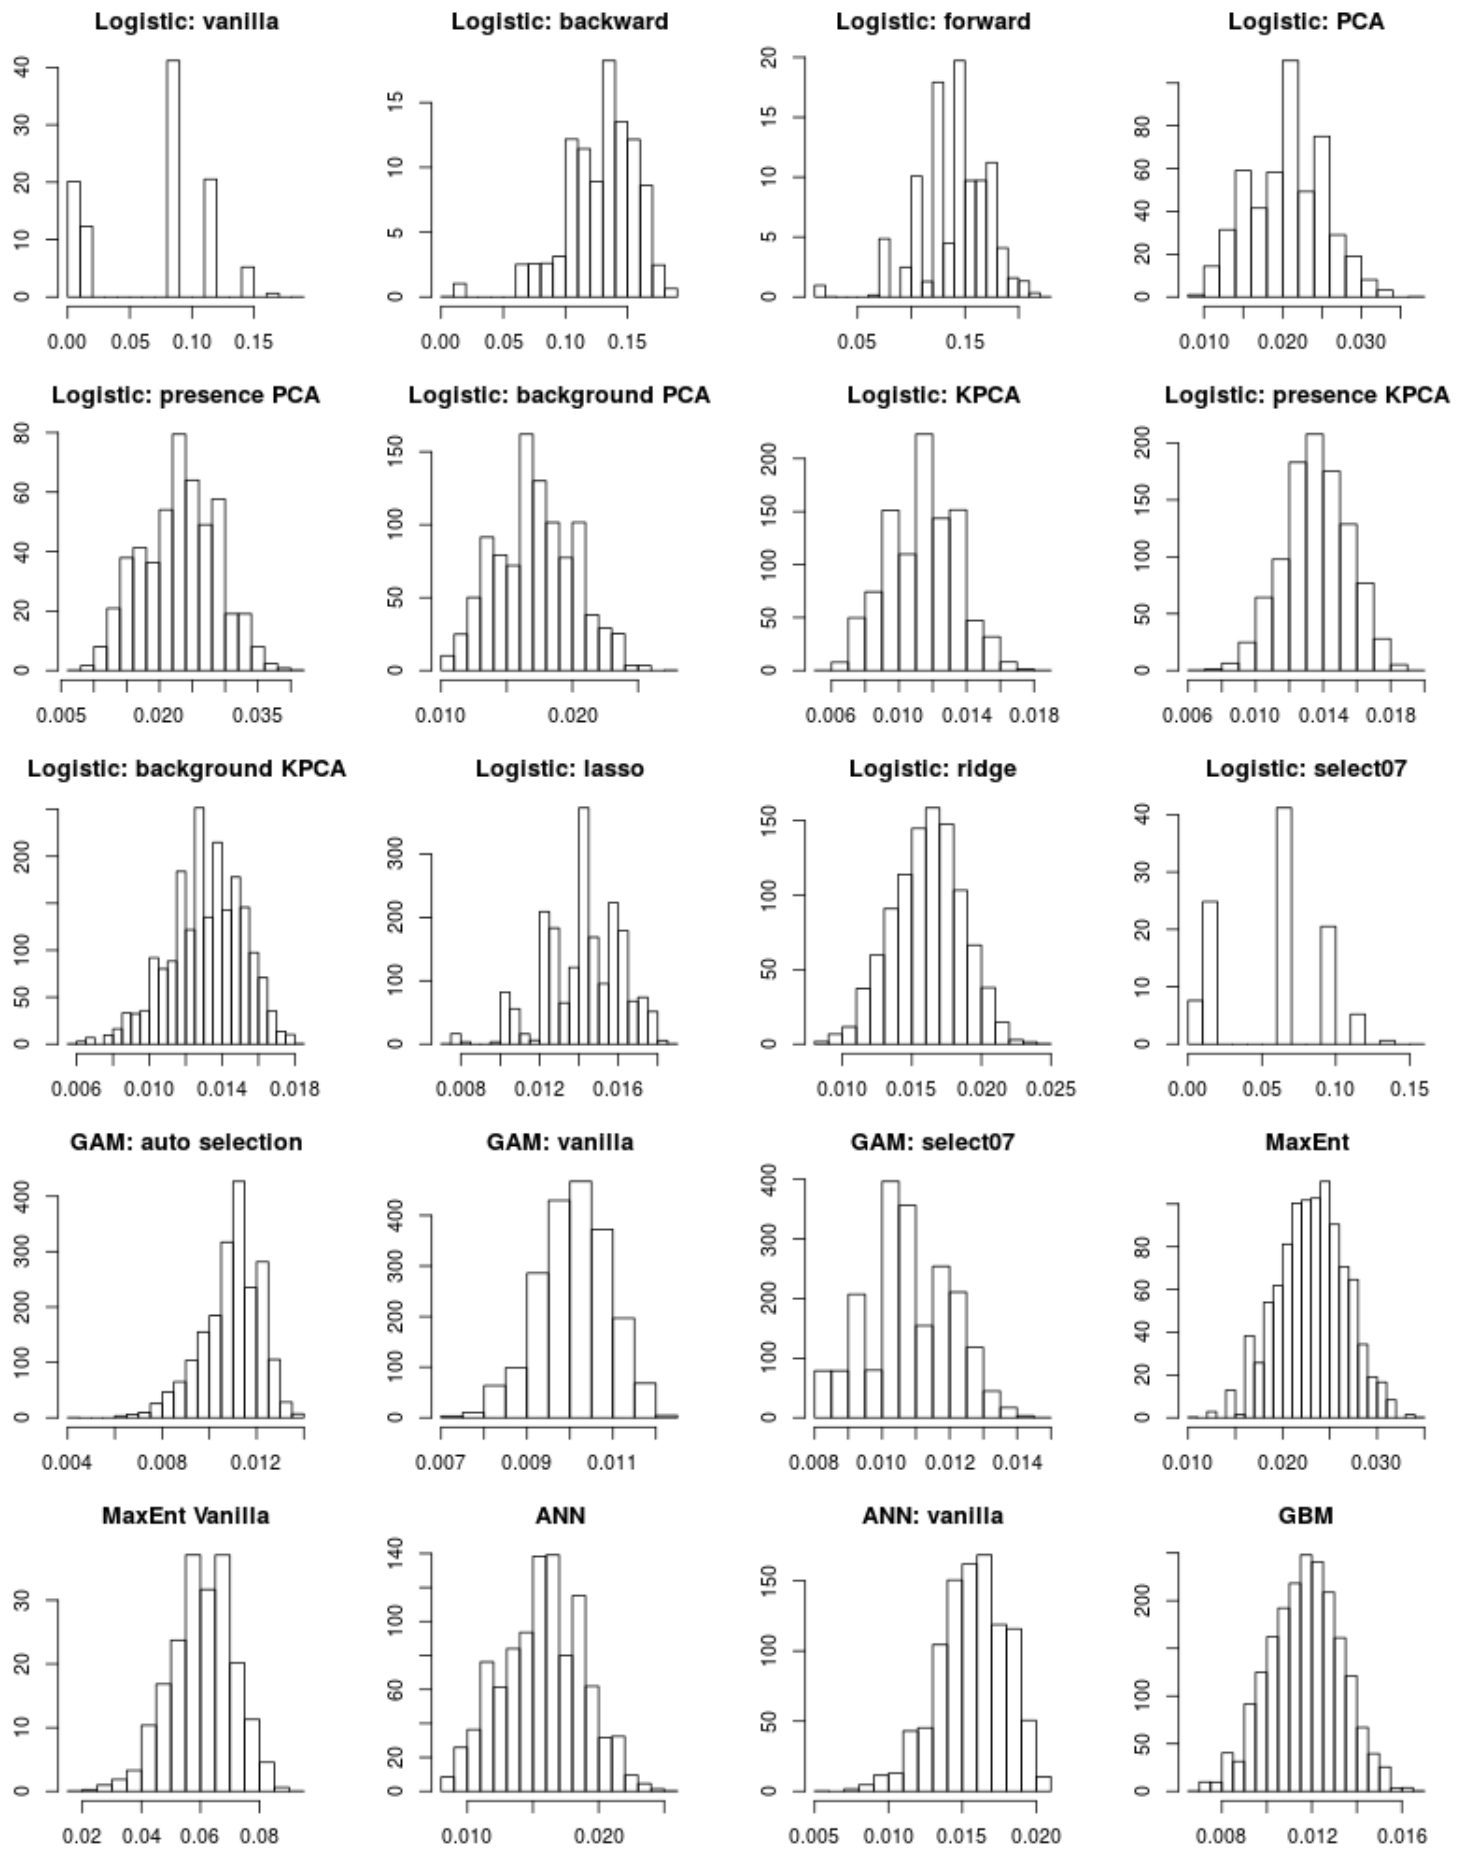 Logistic: vanilla
0 10 20 30 40
0.00 0.05 0.10 0.15
Logistic: backward
0 5 10 15
0.00 0.05 0.10 0.15
Logistic: forward
0 5 10 15 20
0.05 0.15
Logistic: PCA
0 20 40 60 80
0.010 0.020 0.030
Logistic: presence PCA
0 20 40 60 80
0.005 0.020 0.035
Logistic: background PCA
0 50 100 150
0.010 0.020
Logistic: KPCA
0 50 100 150 200
0.006 0.010 0.014 0.018
Logistic: presence KPCA
0 50 100 150 200
0.006 0.010 0.014 0.018
Logistic: background KPCA
0 50 100 200
0.006 0.010 0.014 0.018
Logistic: lasso
0 100 200 300
0.008 0.012 0.016
Logistic: ridge
0 50 100 150
0.010 0.015 0.020 0.025
Logistic: select07
0 10 20 30 40
0.00 0.05 0.10 0.15
GAM: auto selection
0 100 200 300 400
0.004 0.008 0.012
GAM: vanilla
0 100 200 300 400
0.007 0.009 0.011
GAM: select07
0 100 200 300 400
0.008 0.010 0.012 0.014
MaxEnt
0 20 40 60 80
0.010 0.020 0.030
MaxEnt Vanilla
0 10 20 30
0.02 0.04 0.06 0.08
ANN
0 20 60 100 140
0.010 0.020
ANN: vanilla
0 50 100 150
0.005 0.010 0.015 0.020
GBM
0 50 100 200
0.008 0.012 0.016